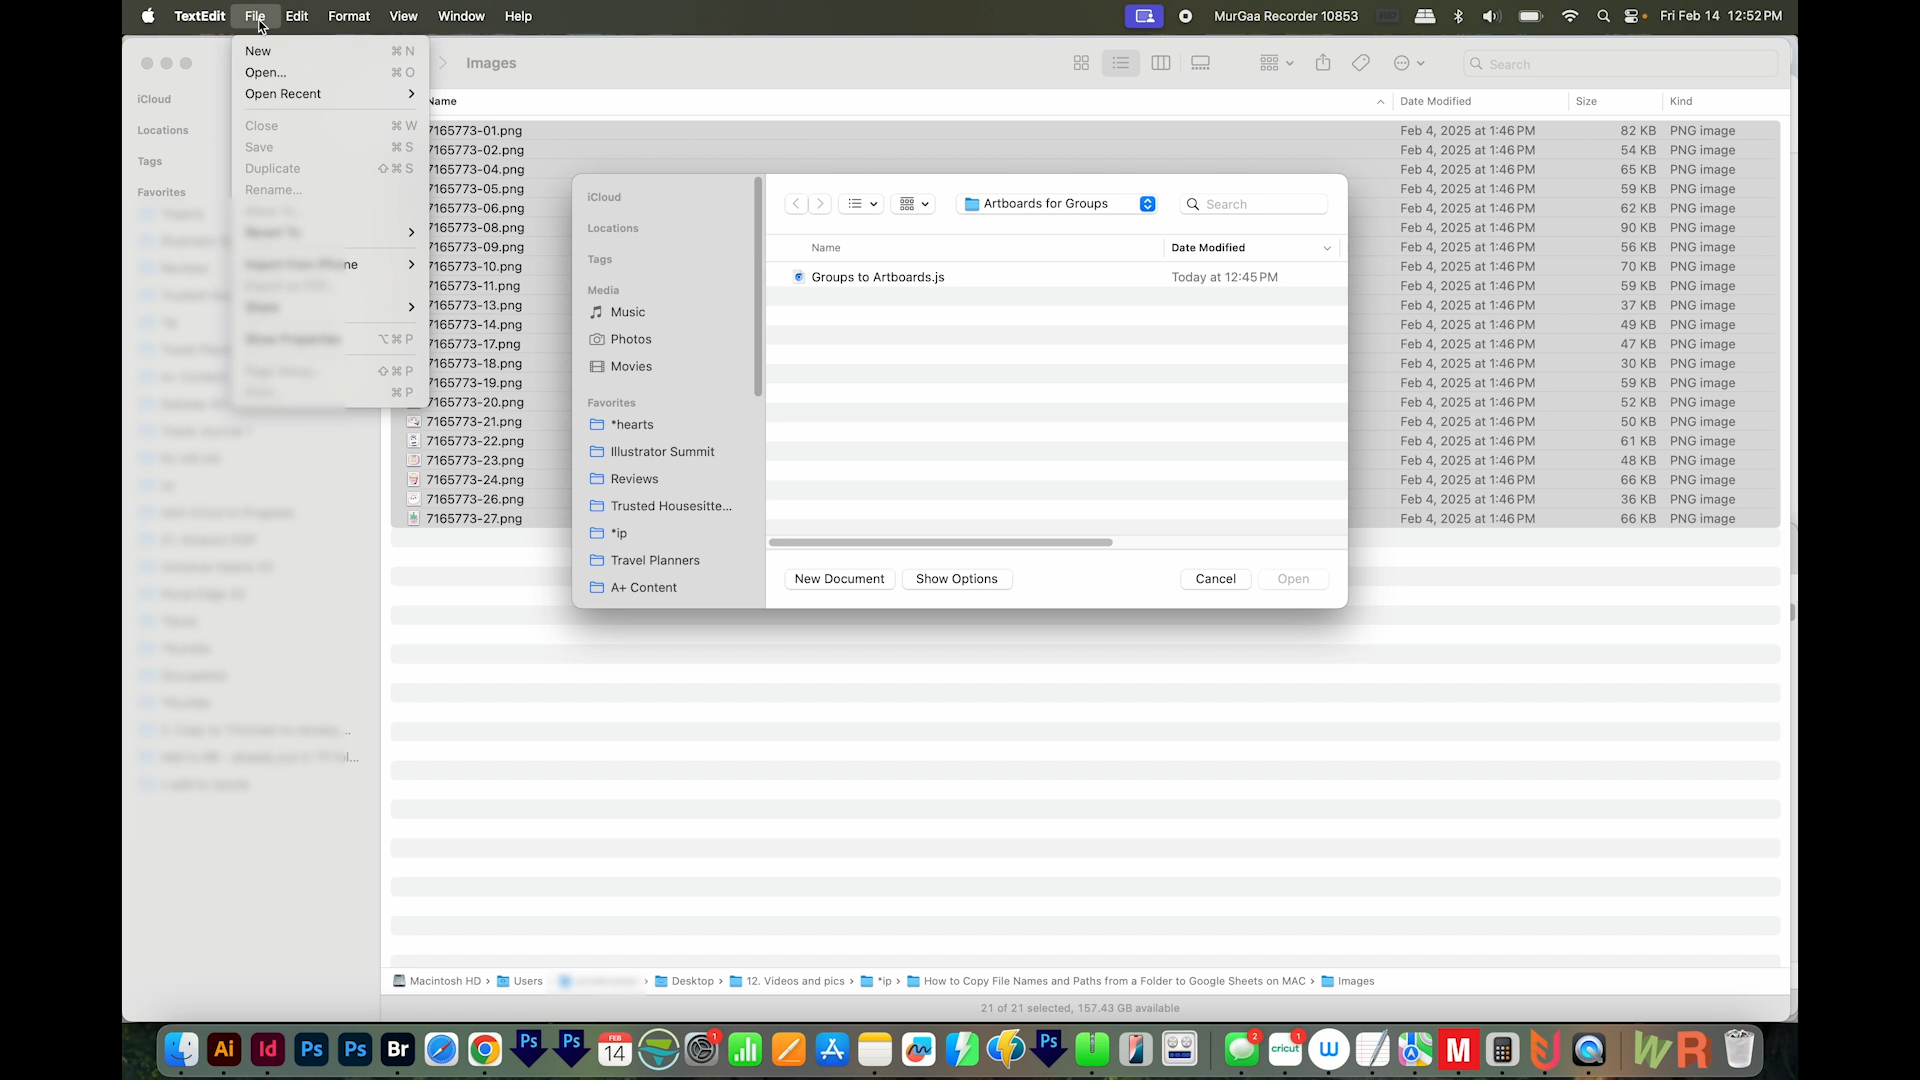 TextEdit File Edit Format View Window Help
MurGaa Recorder 10853 Fri Feb 14 12:52 PM
New ⌘ N
Open... ⌘ O
Open Recent
Close ⌘ W
Save ⌘ S
Duplicate ⇧ ⌘ S
Rename...
Show Properties ⌥ ⌘ P
⇧ ⌘ P
⌘ P
Images
Search
iCloud
Locations
Tags
Favorites
Name Date Modified Size Kind
7165773-01.png Feb 4, 2025 at 1:46 PM 82 KB PNG image
7165773-02.png Feb 4, 2025 at 1:46 PM 54 KB PNG image
7165773-04.png Feb 4, 2025 at 1:46 PM 65 KB PNG image
7165773-05.png Feb 4, 2025 at 1:46 PM 59 KB PNG image
7165773-06.png Feb 4, 2025 at 1:46 PM 62 KB PNG image
7165773-08.png Feb 4, 2025 at 1:46 PM 90 KB PNG image
7165773-09.png Feb 4, 2025 at 1:46 PM 56 KB PNG image
7165773-10.png Feb 4, 2025 at 1:46 PM 70 KB PNG image
7165773-11.png Feb 4, 2025 at 1:46 PM 59 KB PNG image
7165773-13.png Feb 4, 2025 at 1:46 PM 37 KB PNG image
7165773-14.png Feb 4, 2025 at 1:46 PM 49 KB PNG image
7165773-17.png Feb 4, 2025 at 1:46 PM 47 KB PNG image
7165773-18.png Feb 4, 2025 at 1:46 PM 30 KB PNG image
7165773-19.png Feb 4, 2025 at 1:46 PM 59 KB PNG image
7165773-20.png Feb 4, 2025 at 1:46 PM 52 KB PNG image
7165773-21.png Feb 4, 2025 at 1:46 PM 50 KB PNG image
7165773-22.png Feb 4, 2025 at 1:46 PM 61 KB PNG image
7165773-23.png Feb 4, 2025 at 1:46 PM 48 KB PNG image
7165773-24.png Feb 4, 2025 at 1:46 PM 66 KB PNG image
7165773-26.png Feb 4, 2025 at 1:46 PM 36 KB PNG image
7165773-27.png Feb 4, 2025 at 1:46 PM 66 KB PNG image
iCloud
Locations
Tags
Media
Music
Photos
Movies
Favorites
*hearts
Illustrator Summit
Reviews
Trusted Housesitte...
*ip
Travel Planners
A+ Content
Artboards for Groups
Search
Name Date Modified
Groups to Artboards.js Today at 12:45 PM
New Document Show Options Cancel Open
Macintosh HD › Users › Desktop › 12. Videos and pics › *ip › How to Copy File Names and Paths from a Folder to Google Sheets on MAC › Images
21 of 21 selected, 157.43 GB available
Ai Id Ps Ps Br Ps Ps FEB 14 1 Ps 2 cricut 1 M